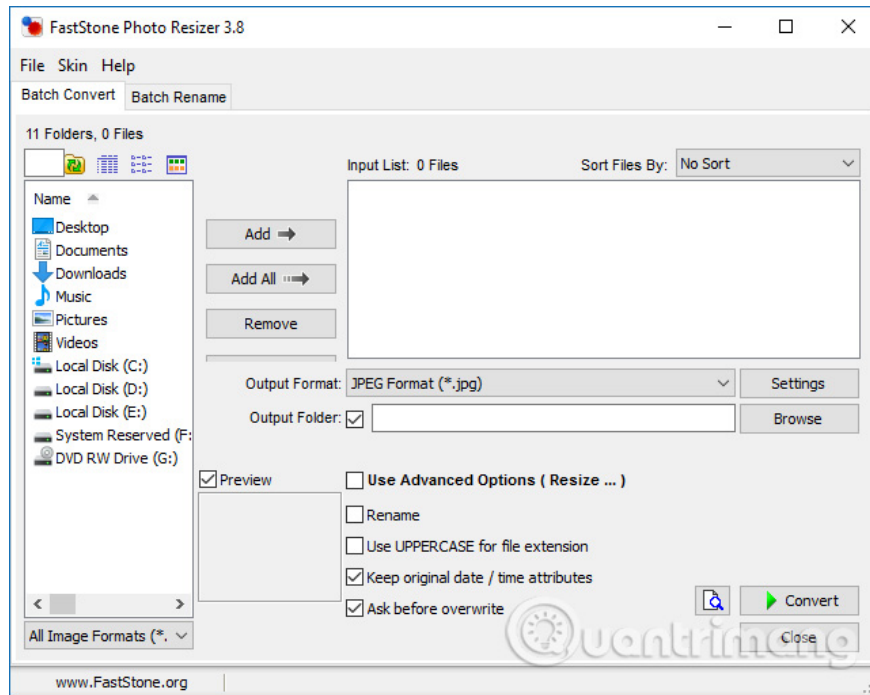 FastStone Photo Resizer 3.8
File Skin Help
Batch Convert Batch Rename
11 Folders, 0 Files
Input List: 0 Files
Sort Files By: No Sort
Name
Desktop
Documents
Downloads
Music
Pictures
Videos
Local Disk (C:)
Local Disk (D:)
Local Disk (E:)
System Reserved (F:
DVD RW Drive (G:)
All Image Formats (*.
Add
Add All
Remove
Output Format: JPEG Format (*.jpg) Settings
Output Folder: Browse
Preview
Use Advanced Options ( Resize ... )
Rename
Use UPPERCASE for file extension
Keep original date / time attributes
Ask before overwrite
Convert
Close
Quantrimang
www.FastStone.org